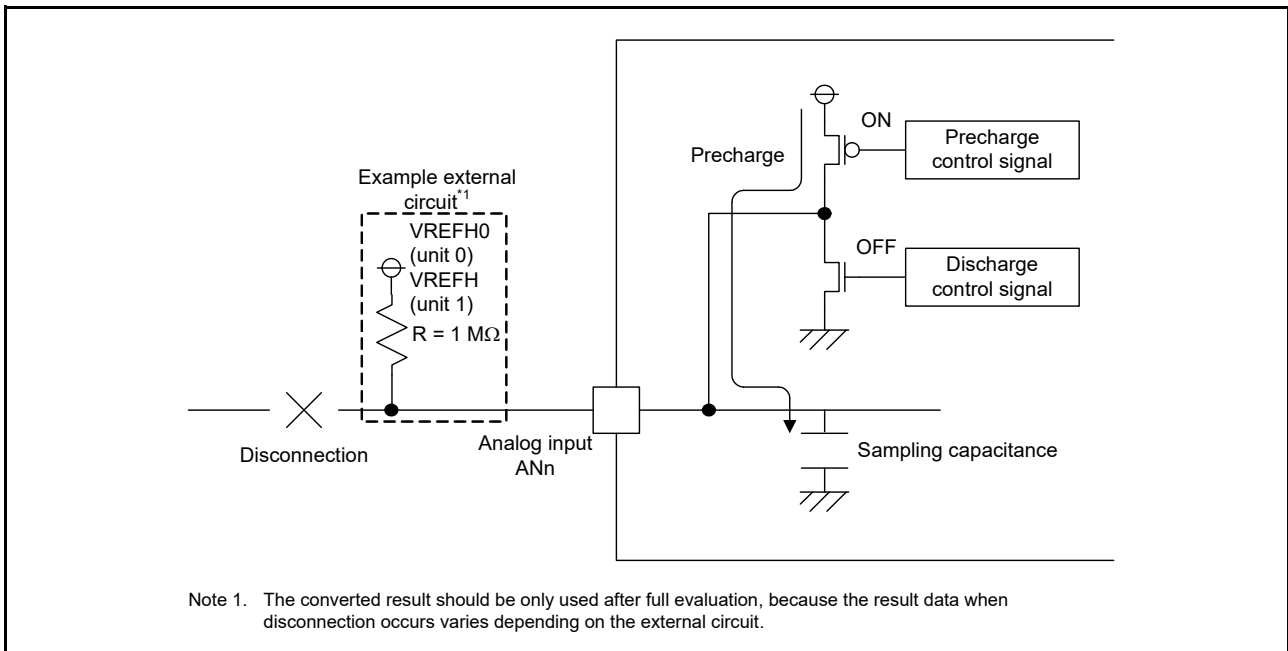 ON
Precharge
control signal
Precharge
Example external
circuit*1
VREFH0
(unit 0)
VREFH
(unit 1)
R = 1 MΩ
OFF
Discharge
control signal
Disconnection
Analog input
ANn
Sampling capacitance
Note 1. The converted result should be only used after full evaluation, because the result data when
disconnection occurs varies depending on the external circuit.